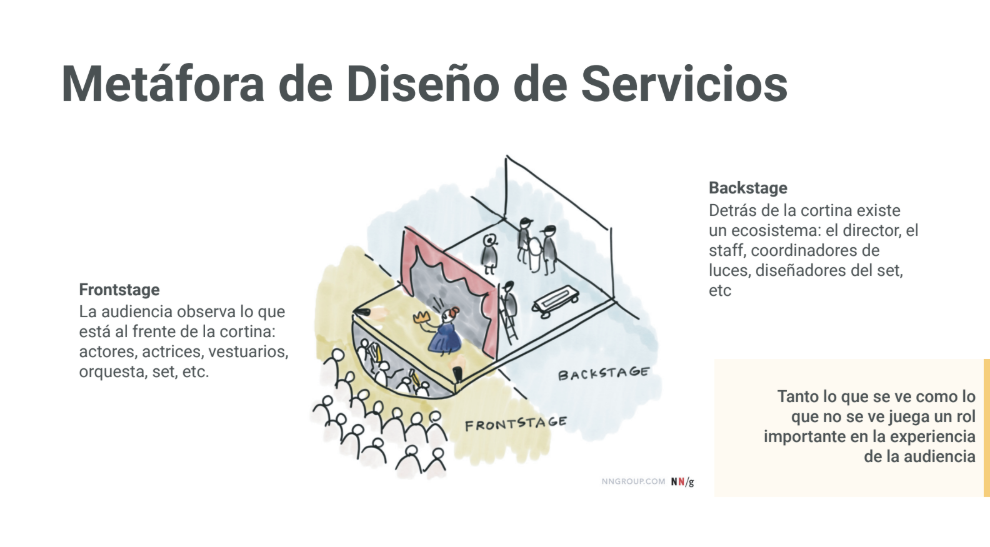 Metáfora de Diseño de Servicios
Frontstage
La audiencia observa lo que
está al frente de la cortina:
actores, actrices, vestuarios,
orquesta, set, etc.
BACKSTAGE
FRONTSTAGE
NNGROUP.COM NN/g
Backstage
Detrás de la cortina existe
un ecosistema: el director, el
staff, coordinadores de
luces, diseñadores del set,
etc
Tanto lo que se ve como lo
que no se ve juega un rol
importante en la experiencia
de la audiencia